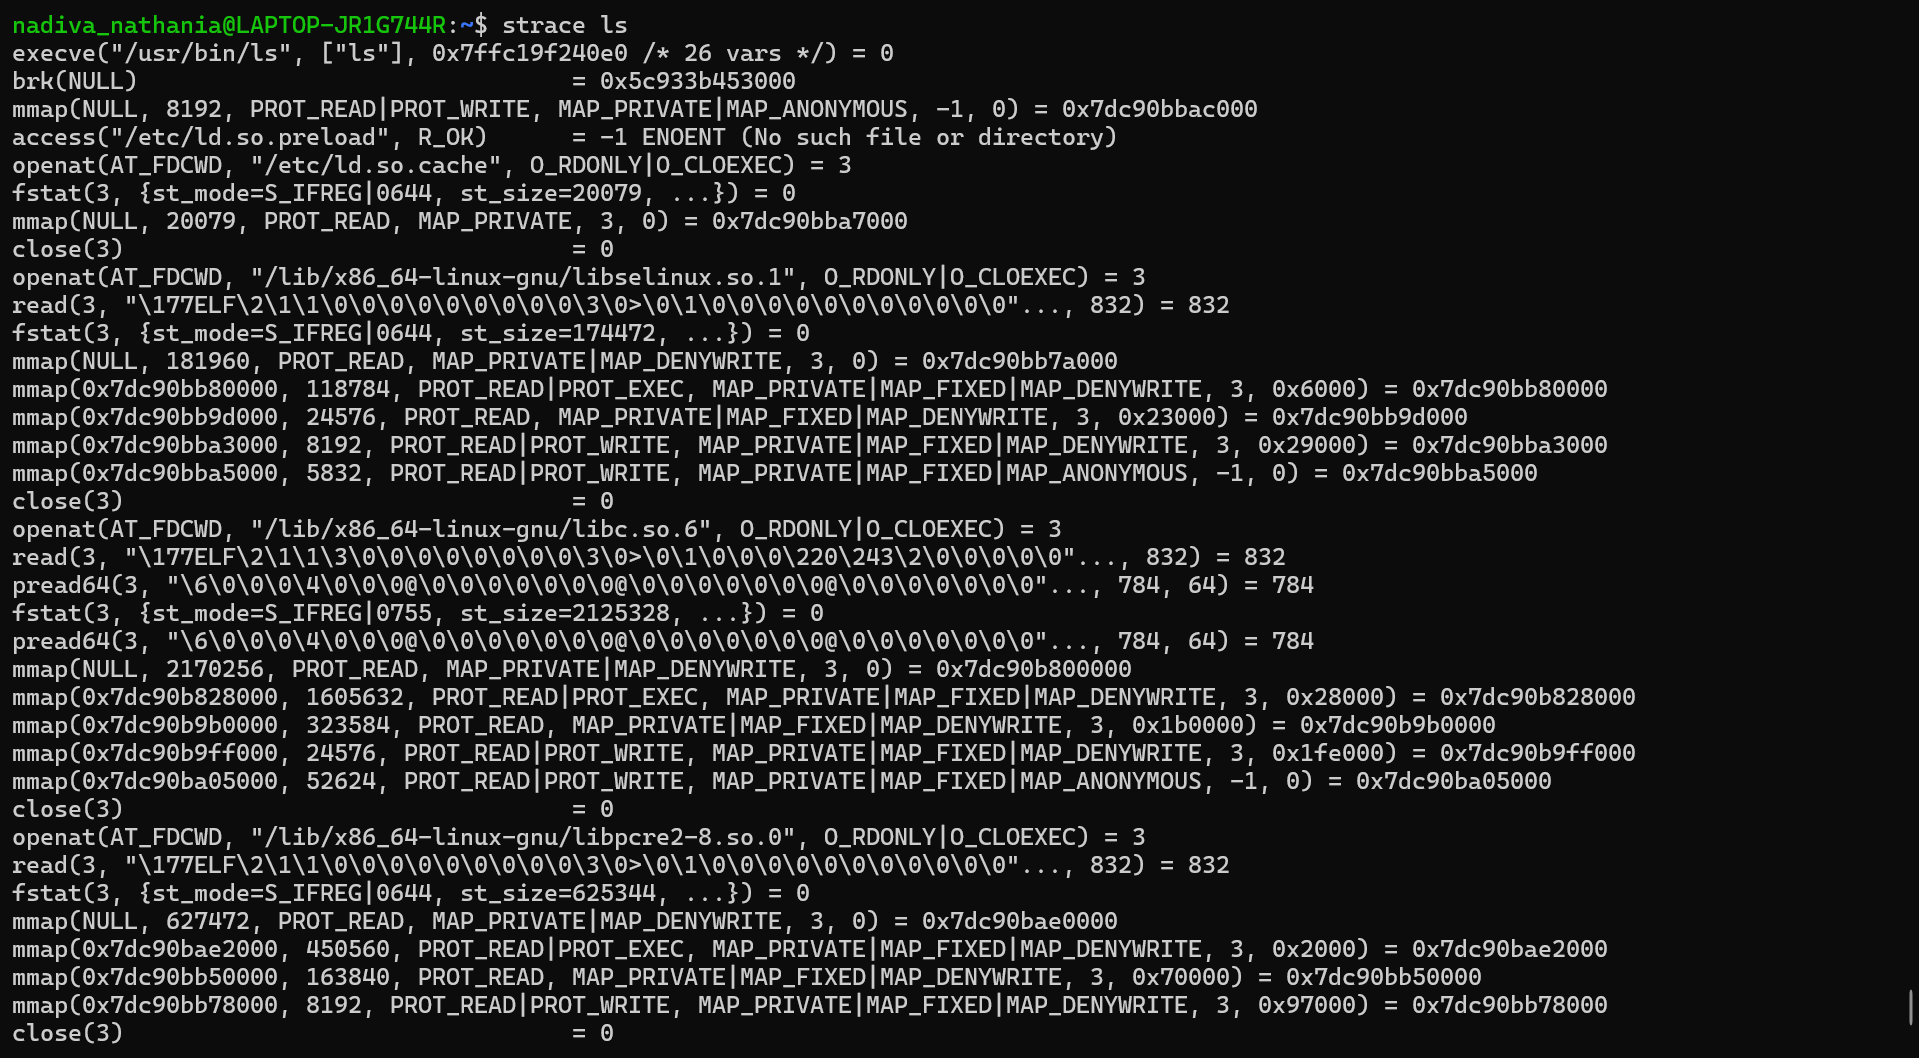 nadiva_nathania@LAPTOP-JR1G744R:~$ strace ls
execve("/usr/bin/ls", ["ls"], 0x7ffc19f240e0 /* 26 vars */) = 0
brk(NULL)                               = 0x5c933b453000
mmap(NULL, 8192, PROT_READ|PROT_WRITE, MAP_PRIVATE|MAP_ANONYMOUS, -1, 0) = 0x7dc90bbac000
access("/etc/ld.so.preload", R_OK)      = -1 ENOENT (No such file or directory)
openat(AT_FDCWD, "/etc/ld.so.cache", O_RDONLY|O_CLOEXEC) = 3
fstat(3, {st_mode=S_IFREG|0644, st_size=20079, ...}) = 0
mmap(NULL, 20079, PROT_READ, MAP_PRIVATE, 3, 0) = 0x7dc90bba7000
close(3)                                = 0
openat(AT_FDCWD, "/lib/x86_64-linux-gnu/libselinux.so.1", O_RDONLY|O_CLOEXEC) = 3
read(3, "\177ELF\2\1\1\0\0\0\0\0\0\0\0\0\3\0>\0\1\0\0\0\0\0\0\0\0\0\0\0"..., 832) = 832
fstat(3, {st_mode=S_IFREG|0644, st_size=174472, ...}) = 0
mmap(NULL, 181960, PROT_READ, MAP_PRIVATE|MAP_DENYWRITE, 3, 0) = 0x7dc90bb7a000
mmap(0x7dc90bb80000, 118784, PROT_READ|PROT_EXEC, MAP_PRIVATE|MAP_FIXED|MAP_DENYWRITE, 3, 0x6000) = 0x7dc90bb80000
mmap(0x7dc90bb9d000, 24576, PROT_READ, MAP_PRIVATE|MAP_FIXED|MAP_DENYWRITE, 3, 0x23000) = 0x7dc90bb9d000
mmap(0x7dc90bba3000, 8192, PROT_READ|PROT_WRITE, MAP_PRIVATE|MAP_FIXED|MAP_DENYWRITE, 3, 0x29000) = 0x7dc90bba3000
mmap(0x7dc90bba5000, 5832, PROT_READ|PROT_WRITE, MAP_PRIVATE|MAP_FIXED|MAP_ANONYMOUS, -1, 0) = 0x7dc90bba5000
close(3)                                = 0
openat(AT_FDCWD, "/lib/x86_64-linux-gnu/libc.so.6", O_RDONLY|O_CLOEXEC) = 3
read(3, "\177ELF\2\1\1\3\0\0\0\0\0\0\0\0\3\0>\0\1\0\0\0\220\243\2\0\0\0\0\0"..., 832) = 832
pread64(3, "\6\0\0\0\4\0\0\0@\0\0\0\0\0\0\0@\0\0\0\0\0\0\0@\0\0\0\0\0\0\0"..., 784, 64) = 784
fstat(3, {st_mode=S_IFREG|0755, st_size=2125328, ...}) = 0
pread64(3, "\6\0\0\0\4\0\0\0@\0\0\0\0\0\0\0@\0\0\0\0\0\0\0@\0\0\0\0\0\0\0"..., 784, 64) = 784
mmap(NULL, 2170256, PROT_READ, MAP_PRIVATE|MAP_DENYWRITE, 3, 0) = 0x7dc90b800000
mmap(0x7dc90b828000, 1605632, PROT_READ|PROT_EXEC, MAP_PRIVATE|MAP_FIXED|MAP_DENYWRITE, 3, 0x28000) = 0x7dc90b828000
mmap(0x7dc90b9b0000, 323584, PROT_READ, MAP_PRIVATE|MAP_FIXED|MAP_DENYWRITE, 3, 0x1b0000) = 0x7dc90b9b0000
mmap(0x7dc90b9ff000, 24576, PROT_READ|PROT_WRITE, MAP_PRIVATE|MAP_FIXED|MAP_DENYWRITE, 3, 0x1fe000) = 0x7dc90b9ff000
mmap(0x7dc90ba05000, 52624, PROT_READ|PROT_WRITE, MAP_PRIVATE|MAP_FIXED|MAP_ANONYMOUS, -1, 0) = 0x7dc90ba05000
close(3)                                = 0
openat(AT_FDCWD, "/lib/x86_64-linux-gnu/libpcre2-8.so.0", O_RDONLY|O_CLOEXEC) = 3
read(3, "\177ELF\2\1\1\0\0\0\0\0\0\0\0\0\3\0>\0\1\0\0\0\0\0\0\0\0\0\0\0"..., 832) = 832
fstat(3, {st_mode=S_IFREG|0644, st_size=625344, ...}) = 0
mmap(NULL, 627472, PROT_READ, MAP_PRIVATE|MAP_DENYWRITE, 3, 0) = 0x7dc90bae0000
mmap(0x7dc90bae2000, 450560, PROT_READ|PROT_EXEC, MAP_PRIVATE|MAP_FIXED|MAP_DENYWRITE, 3, 0x2000) = 0x7dc90bae2000
mmap(0x7dc90bb50000, 163840, PROT_READ, MAP_PRIVATE|MAP_FIXED|MAP_DENYWRITE, 3, 0x70000) = 0x7dc90bb50000
mmap(0x7dc90bb78000, 8192, PROT_READ|PROT_WRITE, MAP_PRIVATE|MAP_FIXED|MAP_DENYWRITE, 3, 0x97000) = 0x7dc90bb78000
close(3)                                = 0